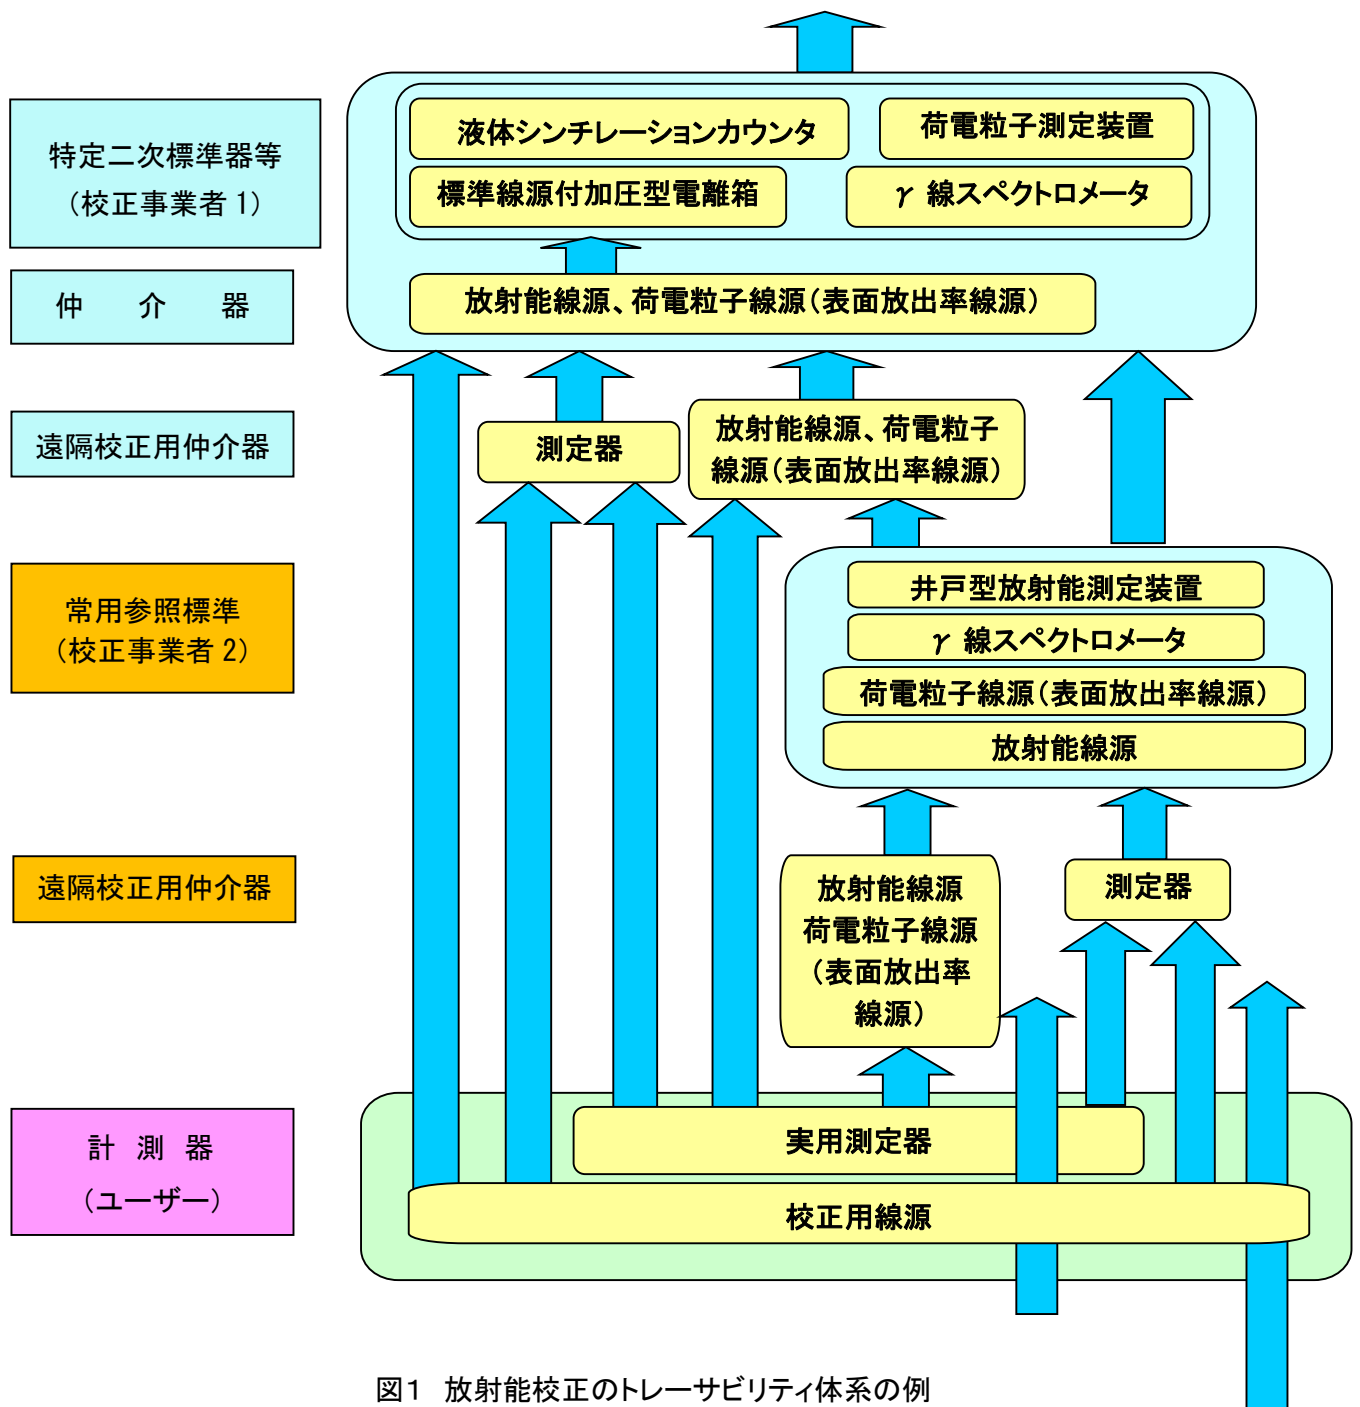 特定二次標準器等
（校正事業者 1）
液体シンチレーションカウンタ
荷電粒子測定装置
標準線源付加圧型電離箱
γ 線スペクトロメータ
仲 介 器
放射能線源、荷電粒子線源（表面放出率線源）
遠隔校正用仲介器
測定器
放射能線源、荷電粒子
線源（表面放出率線源）
常用参照標準
（校正事業者 2）
井戸型放射能測定装置
γ 線スペクトロメータ
荷電粒子線源（表面放出率線源）
放射能線源
遠隔校正用仲介器
放射能線源
荷電粒子線源
（表面放出率
線源）
測定器
計 測 器
（ユーザー）
実用測定器
校正用線源
図１ 放射能校正のトレーサビリティ体系の例